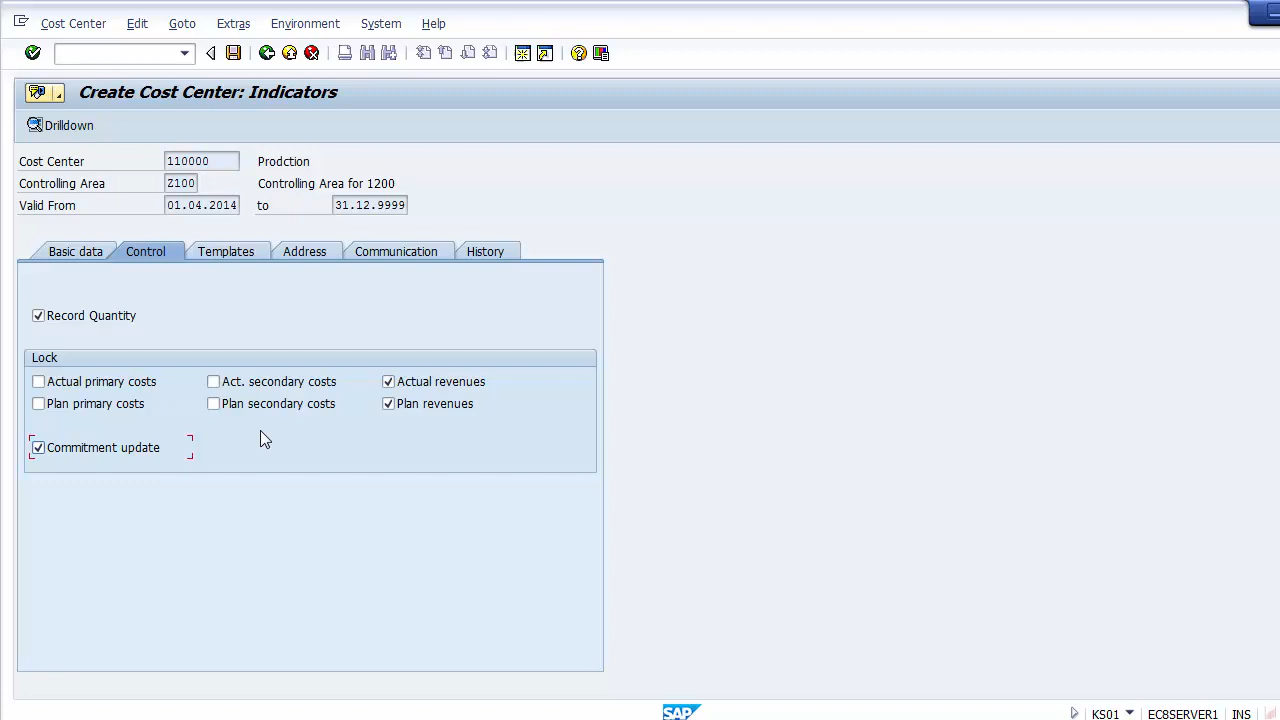 Cost Center Edit Goto Extras Environment System Help
Create Cost Center: Indicators
Drilldown
Cost Center 110000 Prodction
Controlling Area Z100 Controlling Area for 1200
Valid From 01.04.2014 to 31.12.9999
Basic data Control Templates Address Communication History
Record Quantity
Lock
Actual primary costs Act. secondary costs Actual revenues
Plan primary costs Plan secondary costs Plan revenues
Commitment update
SAP KS01 EC8SERVER1 INS